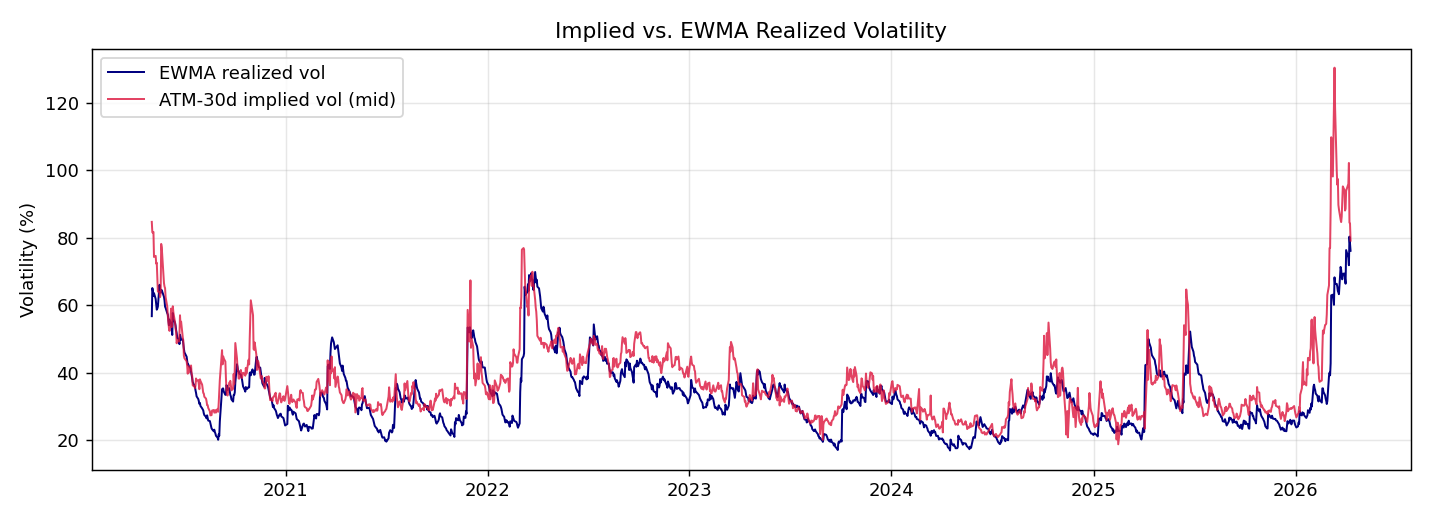 Implied vs. EWMA Realized Volatility
EWMA realized vol
ATM-30d implied vol (mid)
Volatility (%)
120
100
80
60
40
20
2021 2022 2023 2024 2025 2026